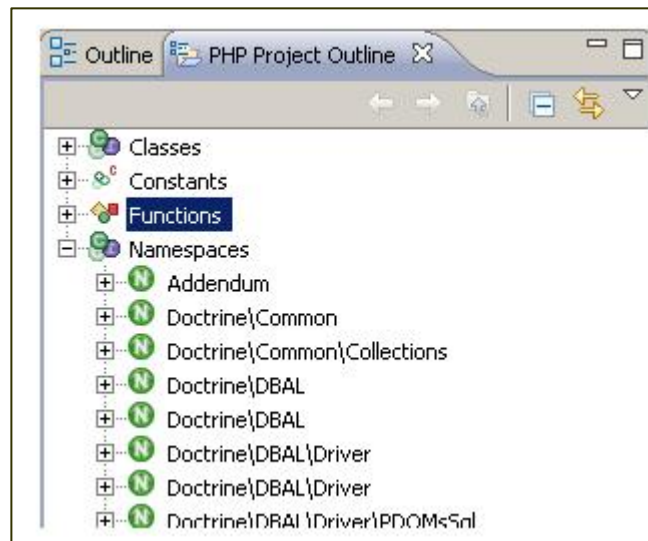 Outline PHP Project Outline
Classes
Constants
Functions
Namespaces
Addendum
Doctrine\Common
Doctrine\Common\Collections
Doctrine\DBAL
Doctrine\DBAL
Doctrine\DBAL\Driver
Doctrine\DBAL\Driver
Doctrine\DBAL\Driver\PDOMsSql